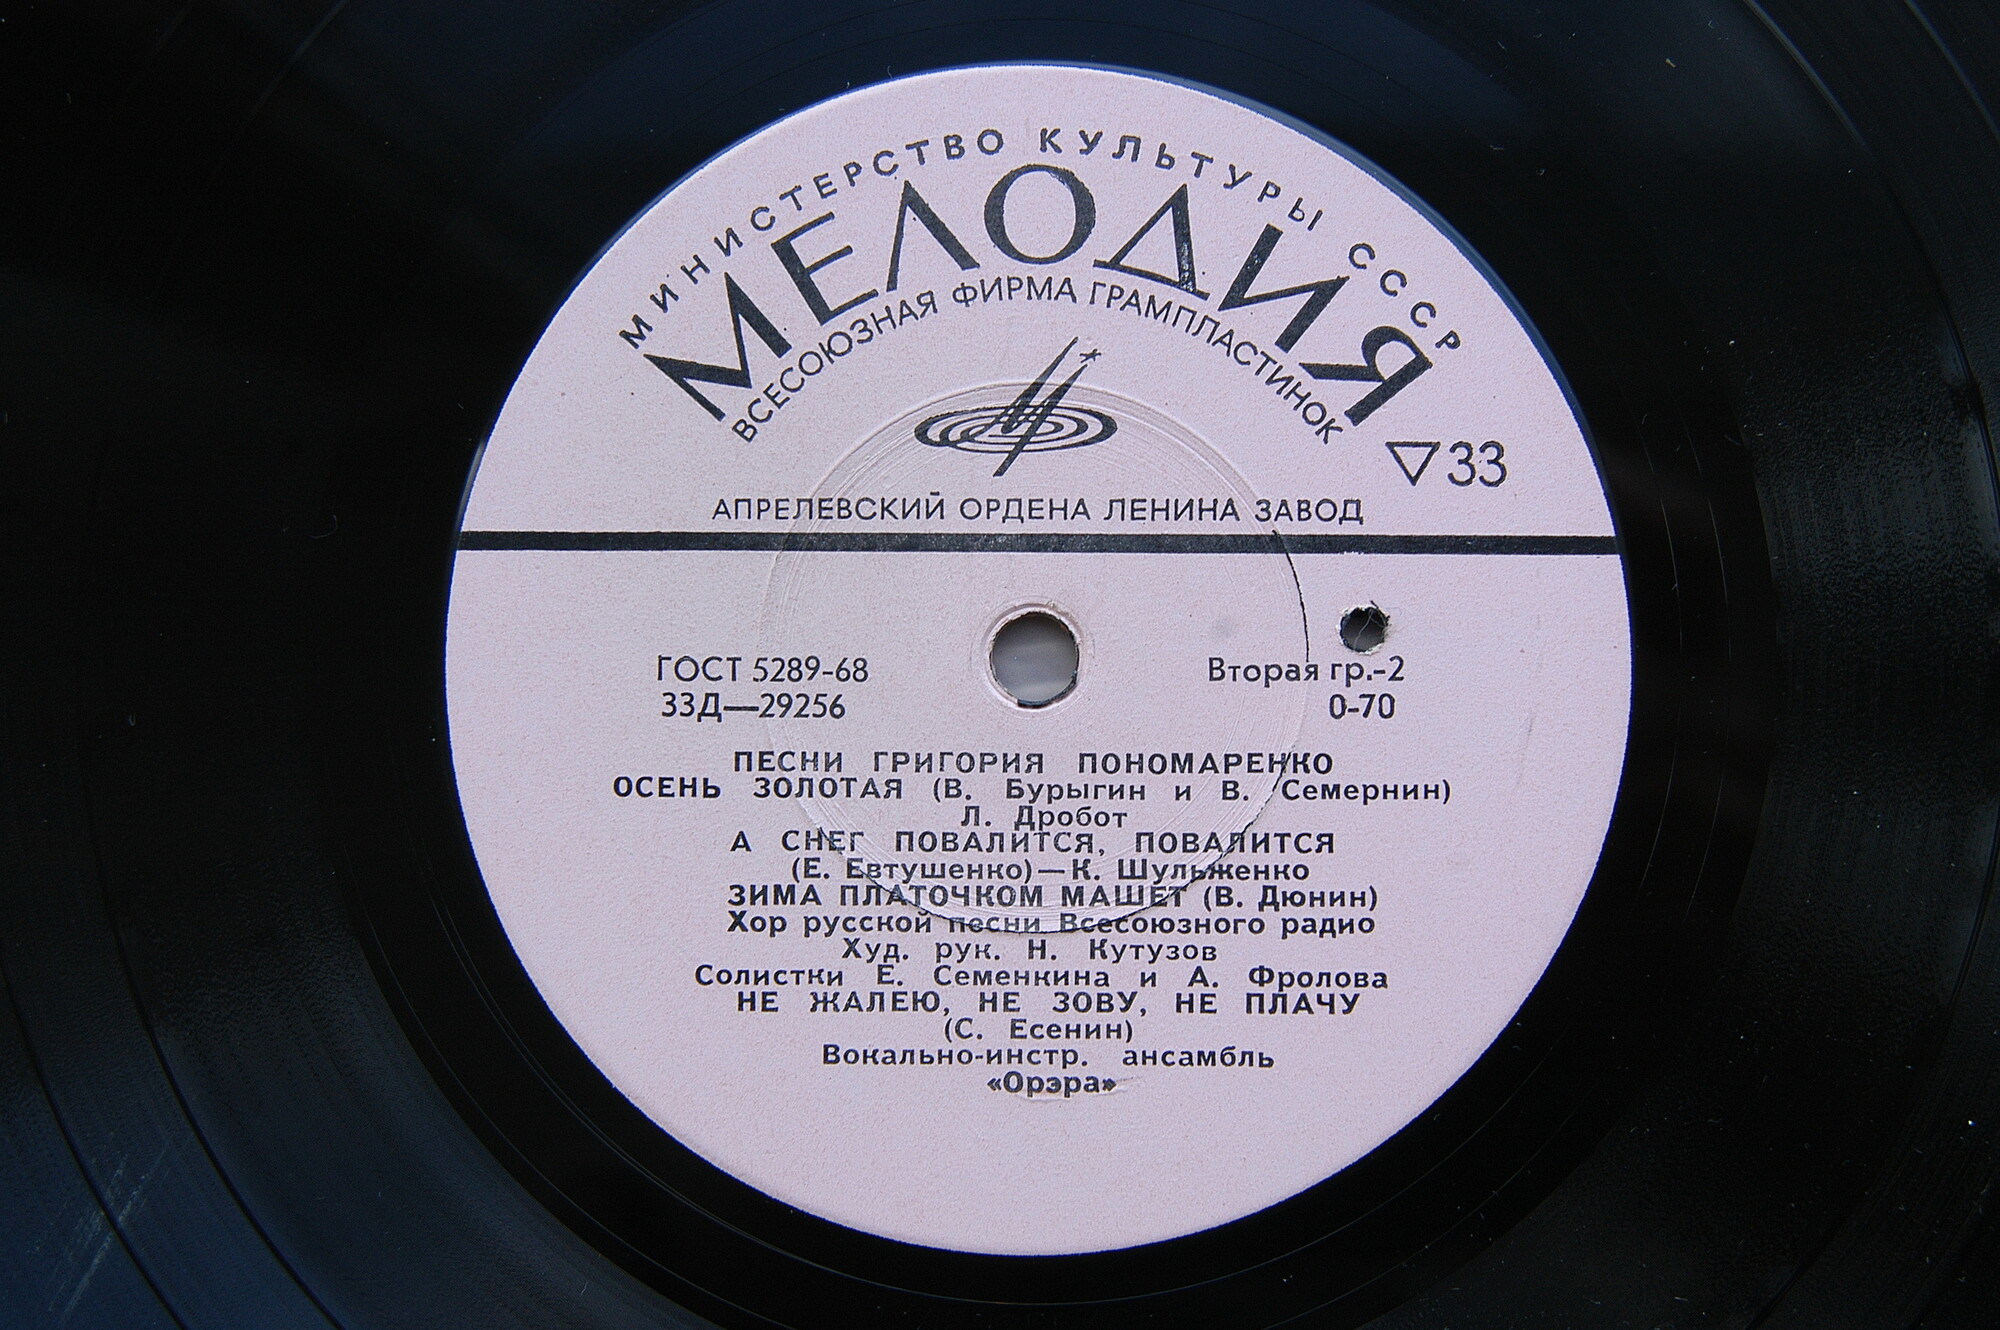 МИНИСТЕРСТВО КУЛЬТУРЫ СССР
МЕЛОДИЯ
ВСЕСОЮЗНАЯ ФИРМА ГРАМПЛАСТИНОК
▽33
АПРЕЛЕВСКИЙ ОРДЕНА ЛЕНИНА ЗАВОД
ГОСТ 5289-68
Вторая гр.-2
33Д—29256
0-70
ПЕСНИ ГРИГОРИЯ ПОНОМАРЕНКО
ОСЕНЬ ЗОЛОТАЯ (В. Бурыгин и В. Семернин)
Л. Дробот
А СНЕГ ПОВАЛИТСЯ, ПОВАЛИТСЯ
(Е. Евтушенко)—К. Шульженко
ЗИМА ПЛАТОЧКОМ МАШЕТ (В. Дюнин)
Хор русской песни Всесоюзного радио
Худ. рук. Н. Кутузов
Солистки Е. Семенкина и А. Фролова
НЕ ЖАЛЕЮ, НЕ ЗОВУ, НЕ ПЛАЧУ
(С. Есенин)
Вокально-инстр. ансамбль
«Орэра»